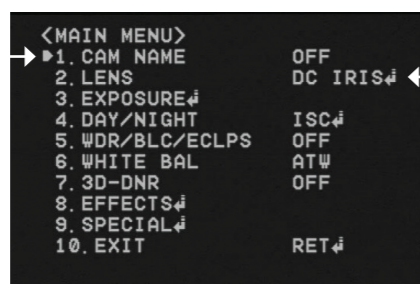 <MAIN MENU>
1. CAM NAME OFF
2. LENS DC IRIS↲
3. EXPOSURE↲
4. DAY/NIGHT ISC↲
5. WDR/BLC/ECLPS OFF
6. WHITE BAL ATW
7. 3D-DNR OFF
8. EFFECTS↲
9. SPECIAL↲
10. EXIT RET↲